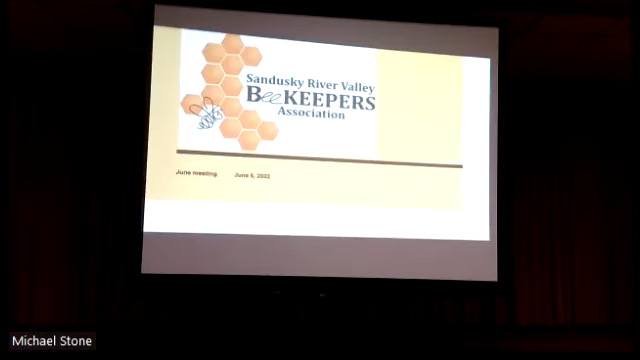 Sandusky River Valley
BeeKEEPERS
Association
June meeting June 6, 2022
Michael Stone